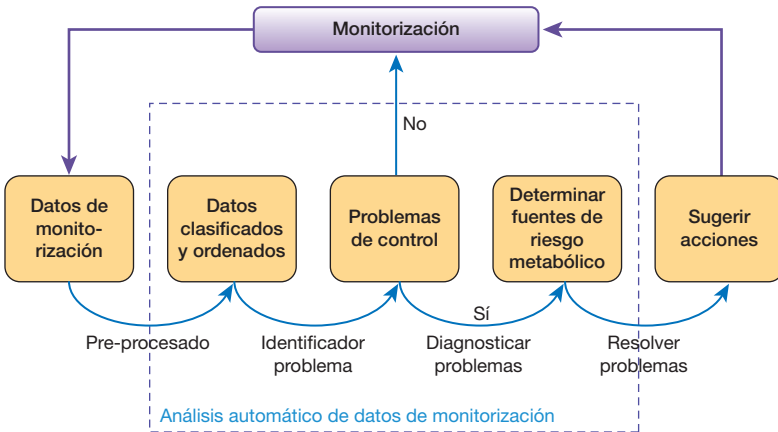 Monitorización
No
Datos de
monito-
rización
Datos
clasificados
y ordenados
Problemas
de control
Determinar
fuentes de
riesgo
metabólico
Sugerir
acciones
Sí
Pre-procesado
Identificador
problema
Diagnosticar
problemas
Resolver
problemas
Análisis automático de datos de monitorización